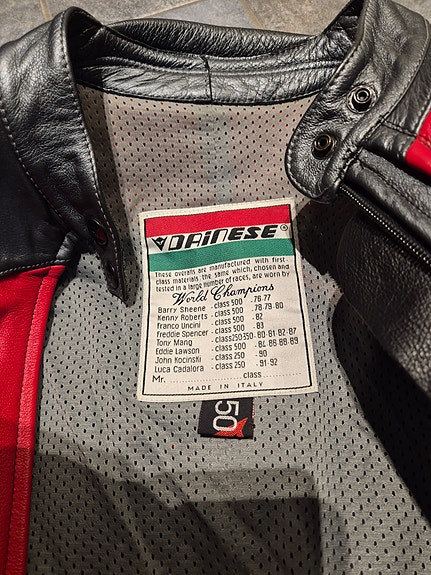 DAINESE®
These overalls are manufactured with first
class materials: the same which, chosen and
tested in a large number of races, are worn by
World Champions
Barry Sheene . class 500 . 76-77
Kenny Roberts . class 500 . 78-79-80
Franco Uncini . class 500 . 82
Freddie Spencer . class 500 . 83
Tony Mang . class250-350 . 80-81-82-87
Eddie Lawson . class 500 . 84-86-88-89
John Kocinski . class 250 . 90
Luca Cadalora . class 250 . 91-92
Mr. .................. class ..............
MADE IN ITALY
50